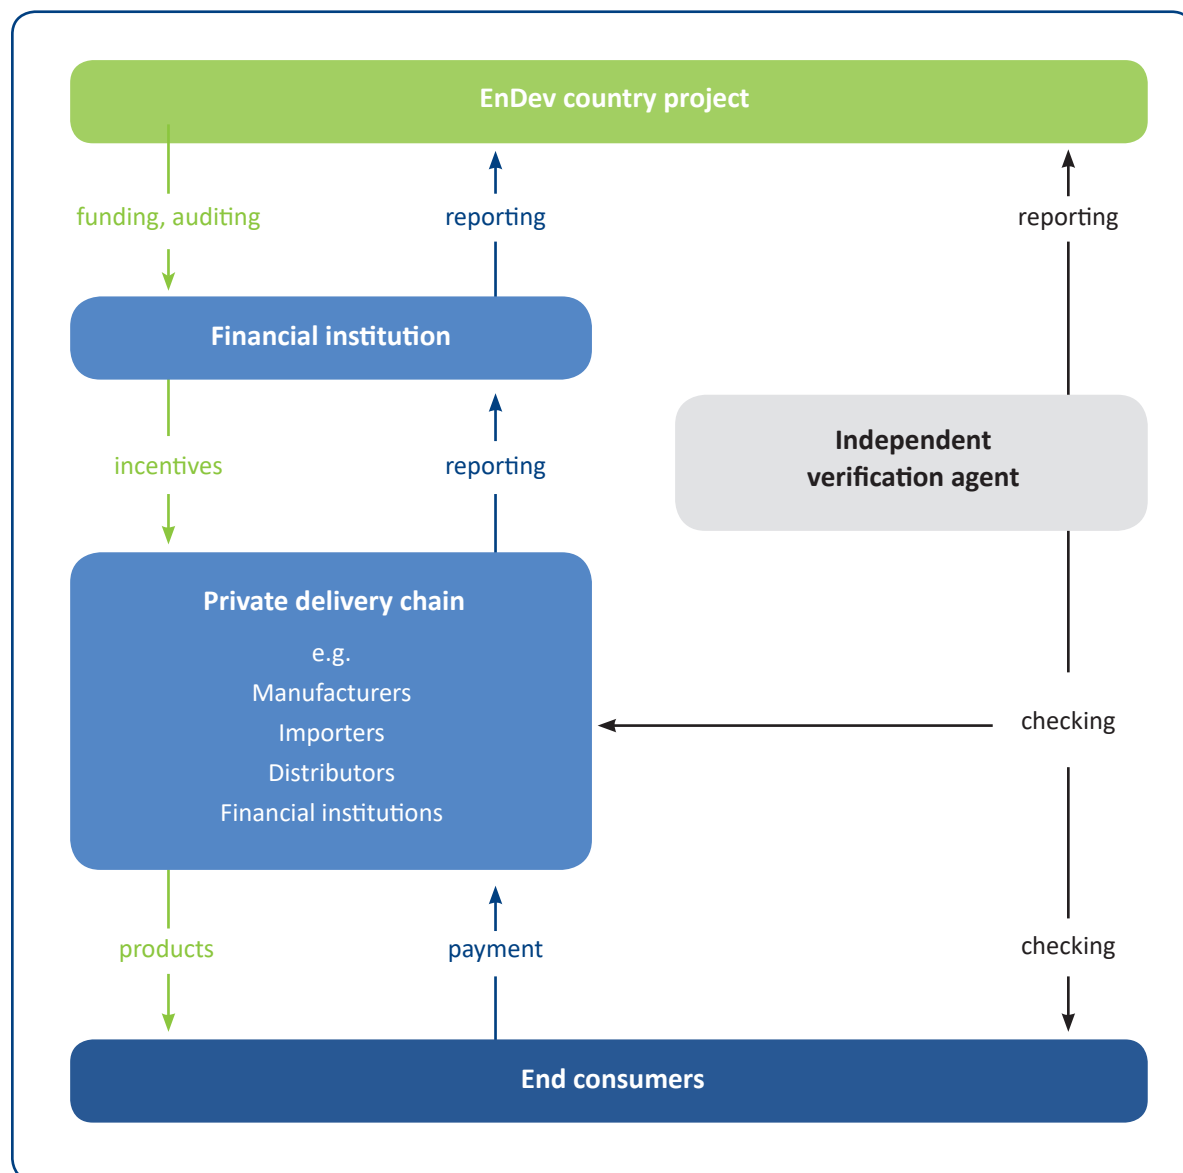 EnDev country project
funding, auditing
reporting
reporting
Financial institution
Independent
verification agent
incentives
reporting
Private delivery chain
e.g.
Manufacturers
Importers
Distributors
Financial institutions
checking
products
payment
checking
End consumers